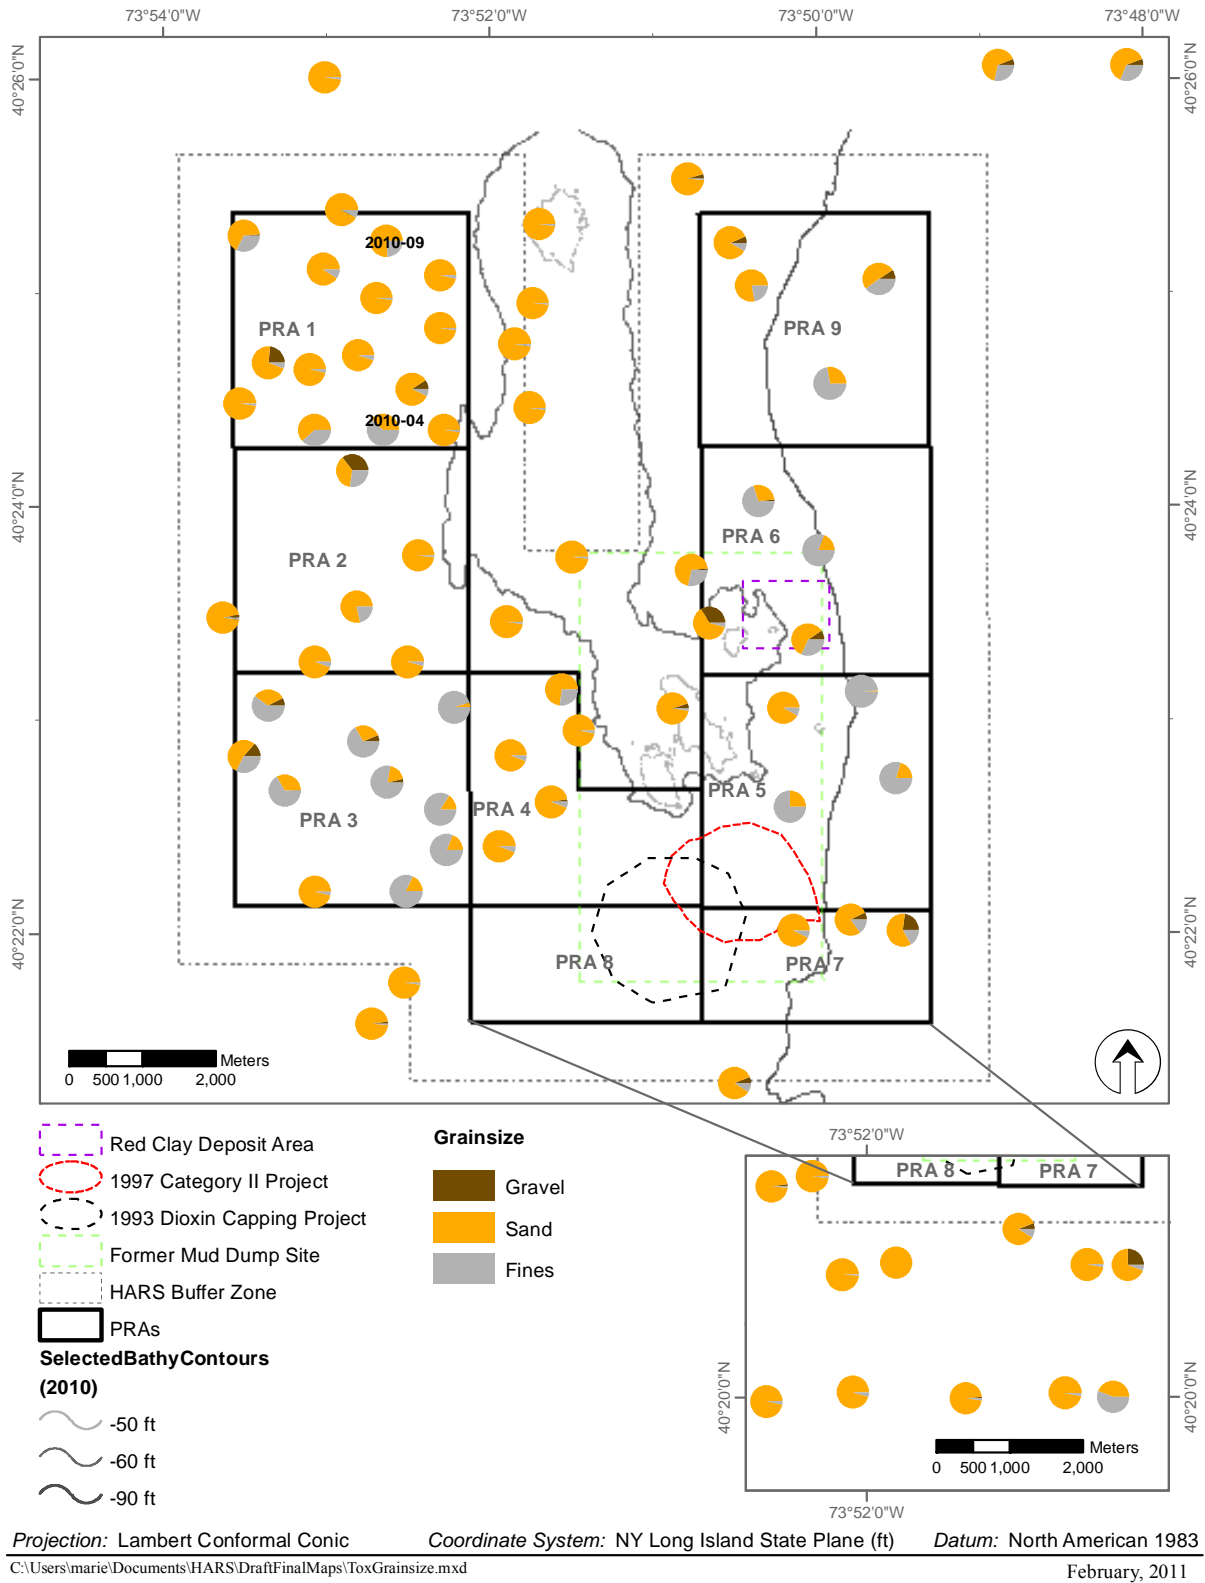 73°54'0"W 73°52'0"W 73°50'0"W 73°48'0"W
40°26'0"N 40°26'0"N
2010-09
PRA 1 PRA 9
2010-04
40°24'0"N 40°24'0"N
PRA 6
PRA 2
PRA 5
PRA 4
PRA 3
40°22'0"N 40°22'0"N
PRA 8 PRA 7
Meters
0 500 1,000 2,000
Red Clay Deposit Area
1997 Category II Project
1993 Dioxin Capping Project
Former Mud Dump Site
HARS Buffer Zone
PRAs
SelectedBathyContours
(2010)
-50 ft
-60 ft
-90 ft
Grainsize
Gravel
Sand
Fines
73°52'0"W
PRA 8 PRA 7
40°20'0"N 40°20'0"N
Meters
0 500 1,000 2,000
73°52'0"W
Projection: Lambert Conformal Conic Coordinate System: NY Long Island State Plane (ft) Datum: North American 1983
C:\Users\marie\Documents\HARS\DraftFinalMaps\ToxGrainsize.mxd February, 2011